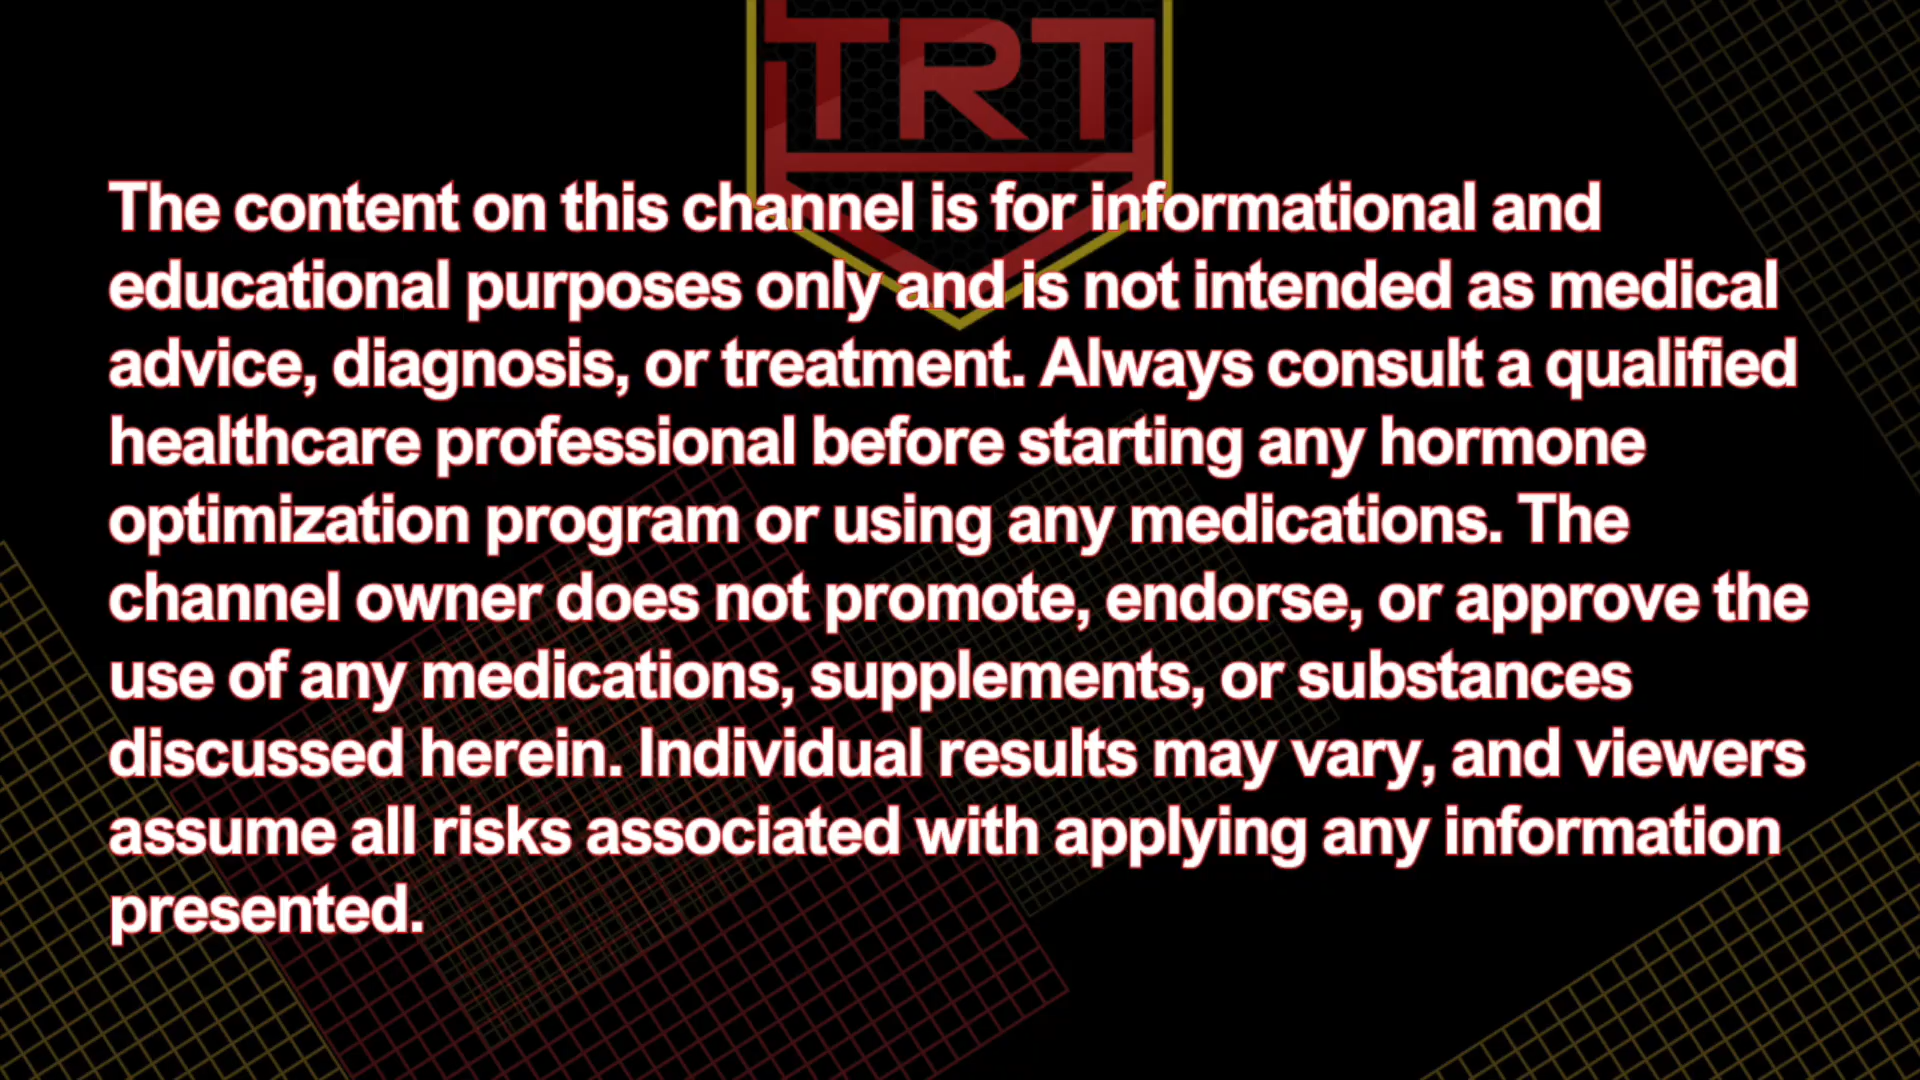 TRT
The content on this channel is for informational and
educational purposes only and is not intended as medical
advice, diagnosis, or treatment. Always consult a qualified
healthcare professional before starting any hormone
optimization program or using any medications. The
channel owner does not promote, endorse, or approve the
use of any medications, supplements, or substances
discussed herein. Individual results may vary, and viewers
assume all risks associated with applying any information
presented.